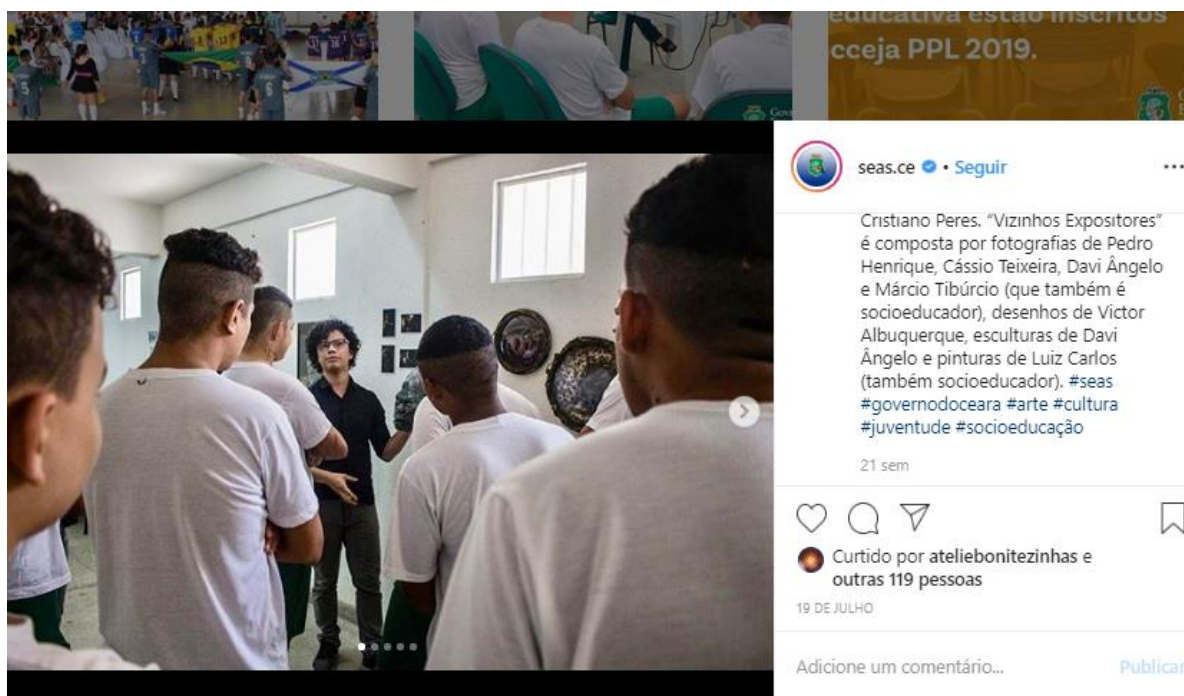 educativa estão inscritos
cceja PPL 2019.
seas.ce • Seguir
Cristiano Peres. "Vizinhos Expositores"
é composta por fotografias de Pedro
Henrique, Cássio Teixeira, Davi Ângelo
e Márcio Tibúrcio (que também é
socioeducador), desenhos de Victor
Albuquerque, esculturas de Davi
Ângelo e pinturas de Luiz Carlos
(também socioeducador). #seas
#governodoceara #arte #cultura
#juventude #socioeducação
21 sem
Curtido por ateliebonitezinhas e
outras 119 pessoas
19 DE JULHO
Adicione um comentário...
Publicar